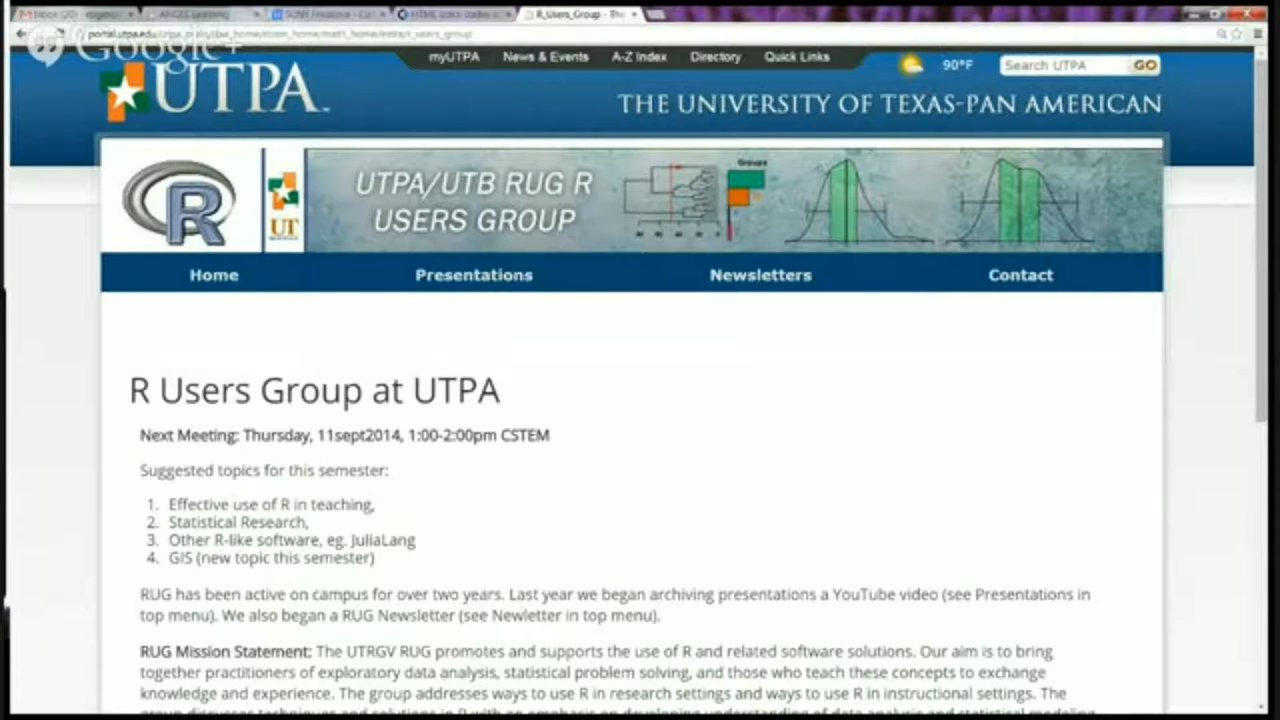 R_Users_Group - The
Google+
myUTPA News & Events A-Z Index Directory Quick Links
90°F
Search UTPA GO
UTPA
THE UNIVERSITY OF TEXAS-PAN AMERICAN
R
UT
UTPA/UTB RUG R
USERS GROUP
Groups
Home Presentations Newsletters Contact
R Users Group at UTPA
Next Meeting: Thursday, 11sept2014, 1:00-2:00pm CSTEM
Suggested topics for this semester:
1. Effective use of R in teaching,
2. Statistical Research,
3. Other R-like software, eg. JuliaLang
4. GIS (new topic this semester)
RUG has been active on campus for over two years. Last year we began archiving presentations a YouTube video (see Presentations in
top menu). We also began a RUG Newsletter (see Newletter in top menu).
RUG Mission Statement: The UTRGV RUG promotes and supports the use of R and related software solutions. Our aim is to bring
together practitioners of exploratory data analysis, statistical problem solving, and those who teach these concepts to exchange
knowledge and experience. The group addresses ways to use R in research settings and ways to use R in instructional settings. The